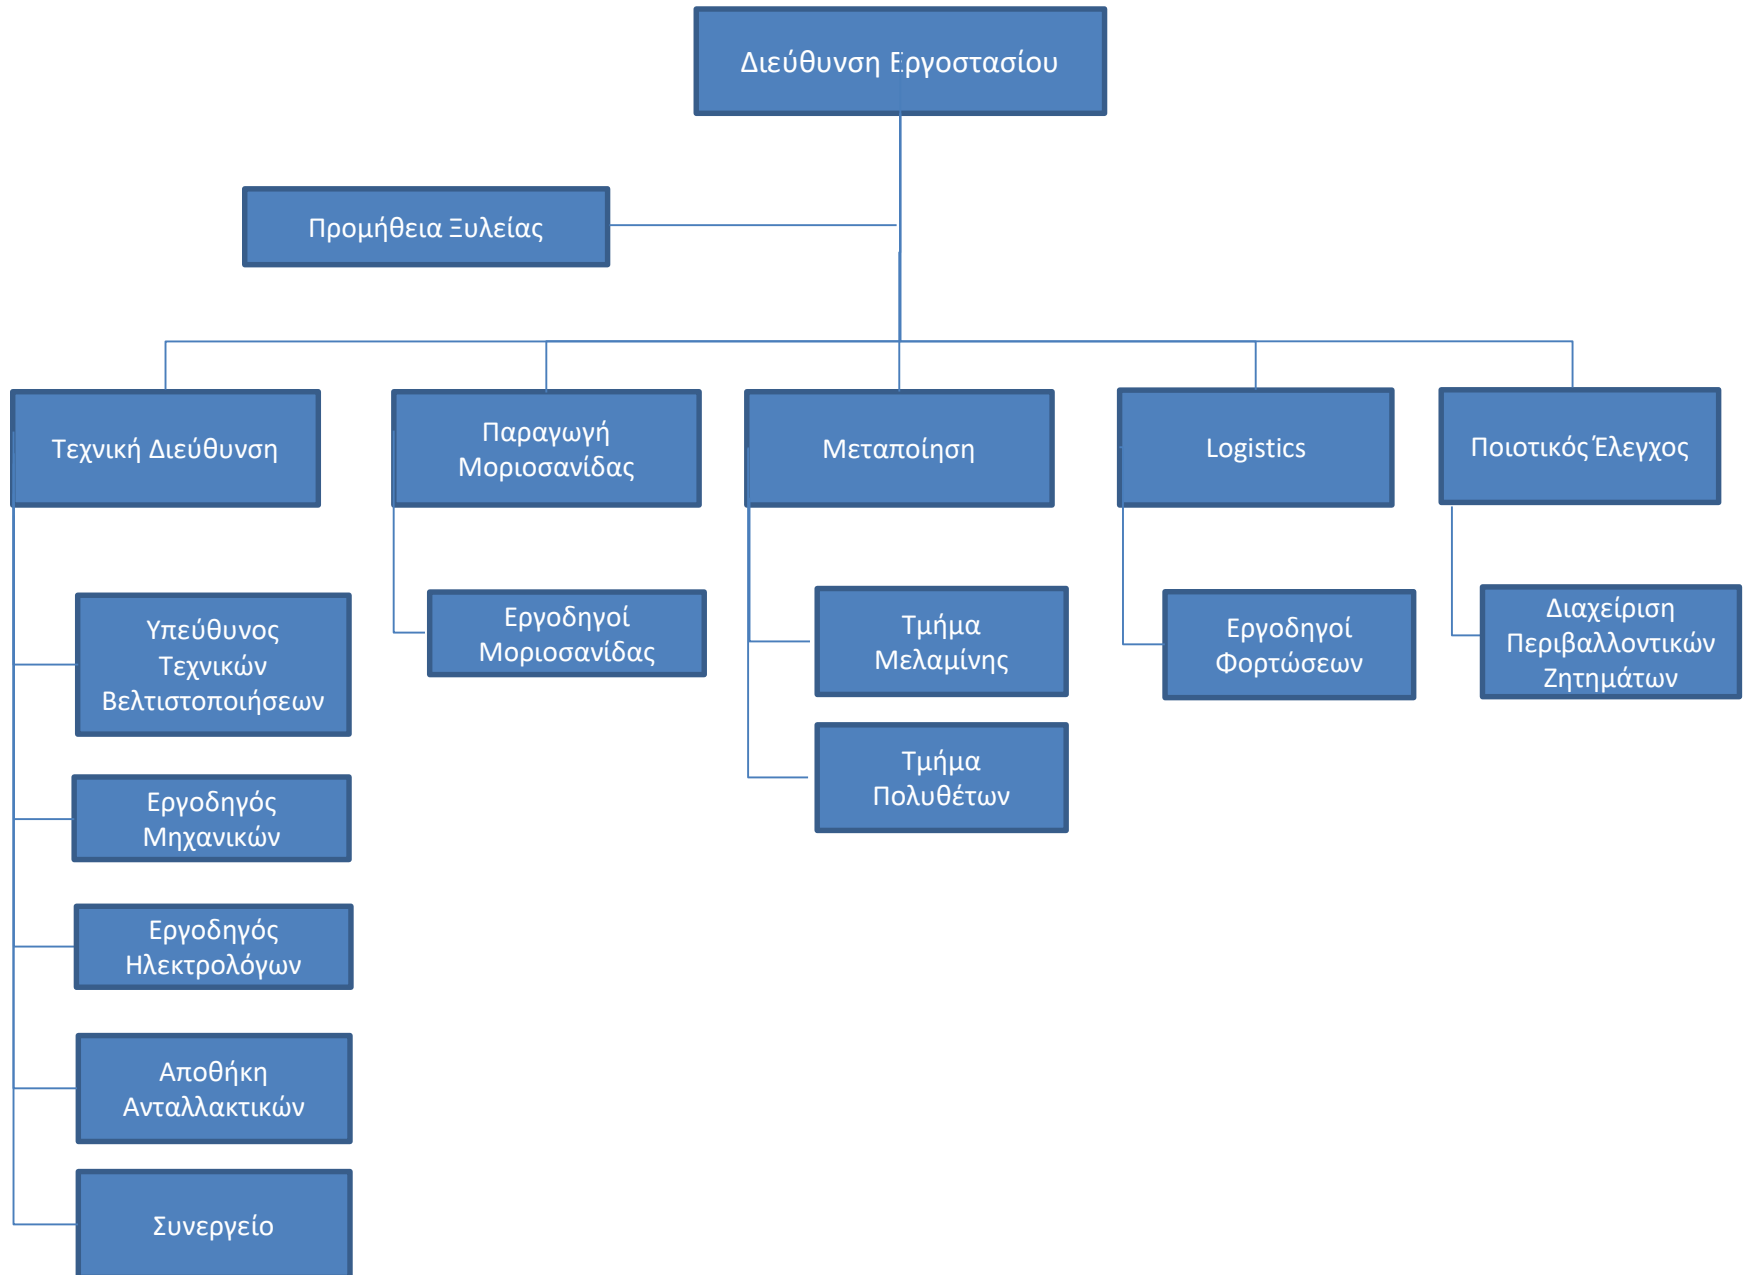 Διεύθυνση Εργοστασίου
Προμήθεια Ξυλείας
Τεχνική Διεύθυνση
Παραγωγή
Μοριοσανίδας
Μεταποίηση
Logistics
Ποιοτικός Έλεγχος
Υπεύθυνος
Τεχνικών
Βελτιστοποιήσεων
Εργοδηγοί
Μοριοσανίδας
Τμήμα
Μελαμίνης
Εργοδηγοί
Φορτώσεων
Διαχείριση
Περιβαλλοντικών
Ζητημάτων
Τμήμα
Πολυθέτων
Εργοδηγός
Μηχανικών
Εργοδηγός
Ηλεκτρολόγων
Αποθήκη
Ανταλλακτικών
Συνεργείο